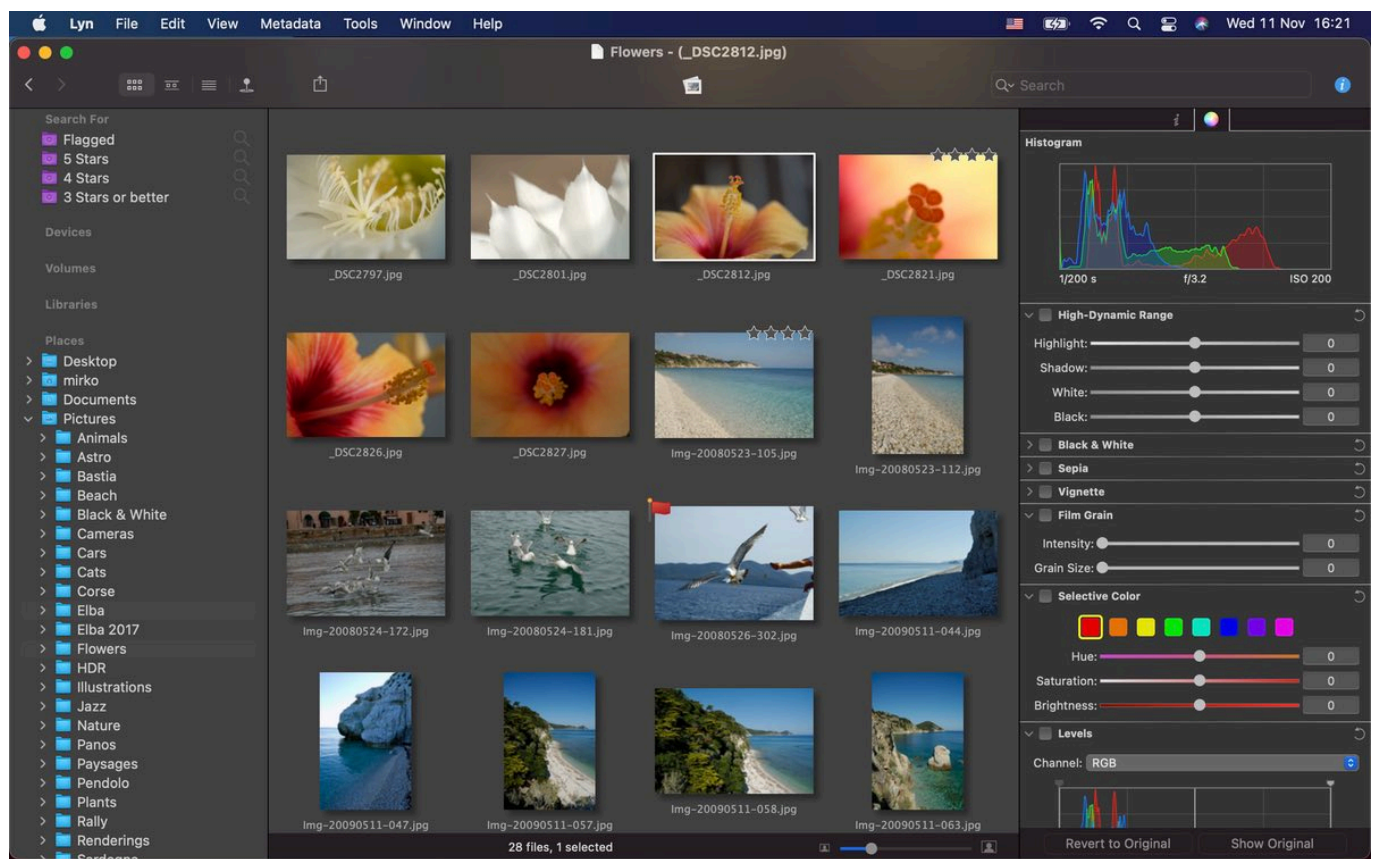 Lyn File Edit View Metadata Tools Window Help Wed 11 Nov 16:21
Flowers - (_DSC2812.jpg)
Search
Search For
Flagged
5 Stars
4 Stars
3 Stars or better
Devices
Volumes
Libraries
Places
Desktop
mirko
Documents
Pictures
Animals
Astro
Bastia
Beach
Black & White
Cameras
Cars
Cats
Corse
Elba
Elba 2017
Flowers
HDR
Illustrations
Jazz
Nature
Panos
Paysages
Pendolo
Plants
Rally
Renderings
_DSC2797.jpg _DSC2801.jpg _DSC2812.jpg _DSC2821.jpg
_DSC2826.jpg _DSC2827.jpg Img-20080523-105.jpg Img-20080523-112.jpg
Img-20080524-172.jpg Img-20080524-181.jpg Img-20080526-302.jpg Img-20090511-044.jpg
Img-20090511-047.jpg Img-20090511-057.jpg Img-20090511-058.jpg Img-20090511-063.jpg
28 files, 1 selected
i
Histogram
1/200 s f/3.2 ISO 200
High-Dynamic Range
Highlight: 0
Shadow: 0
White: 0
Black: 0
Black & White
Sepia
Vignette
Film Grain
Intensity: 0
Grain Size: 0
Selective Color
Hue: 0
Saturation: 0
Brightness: 0
Levels
Channel: RGB
Revert to Original Show Original